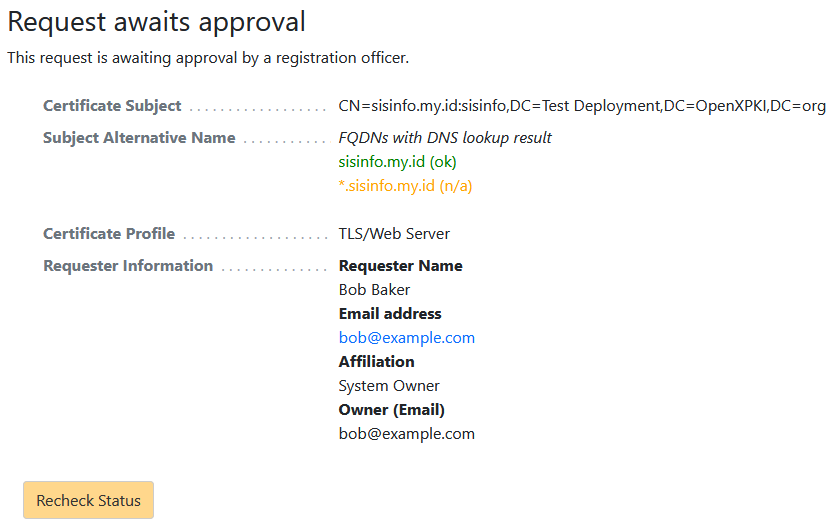 Request awaits approval
This request is awaiting approval by a registration officer.
Certificate Subject ................... CN=sisinfo.my.id:sisinfo,DC=Test Deployment,DC=OpenXPKI,DC=org
Subject Alternative Name ............ FQDNs with DNS lookup result
sisinfo.my.id (ok)
*.sisinfo.my.id (n/a)
Certificate Profile .................... TLS/Web Server
Requester Information ............... Requester Name
Bob Baker
Email address
bob@example.com
Affiliation
System Owner
Owner (Email)
bob@example.com
Recheck Status